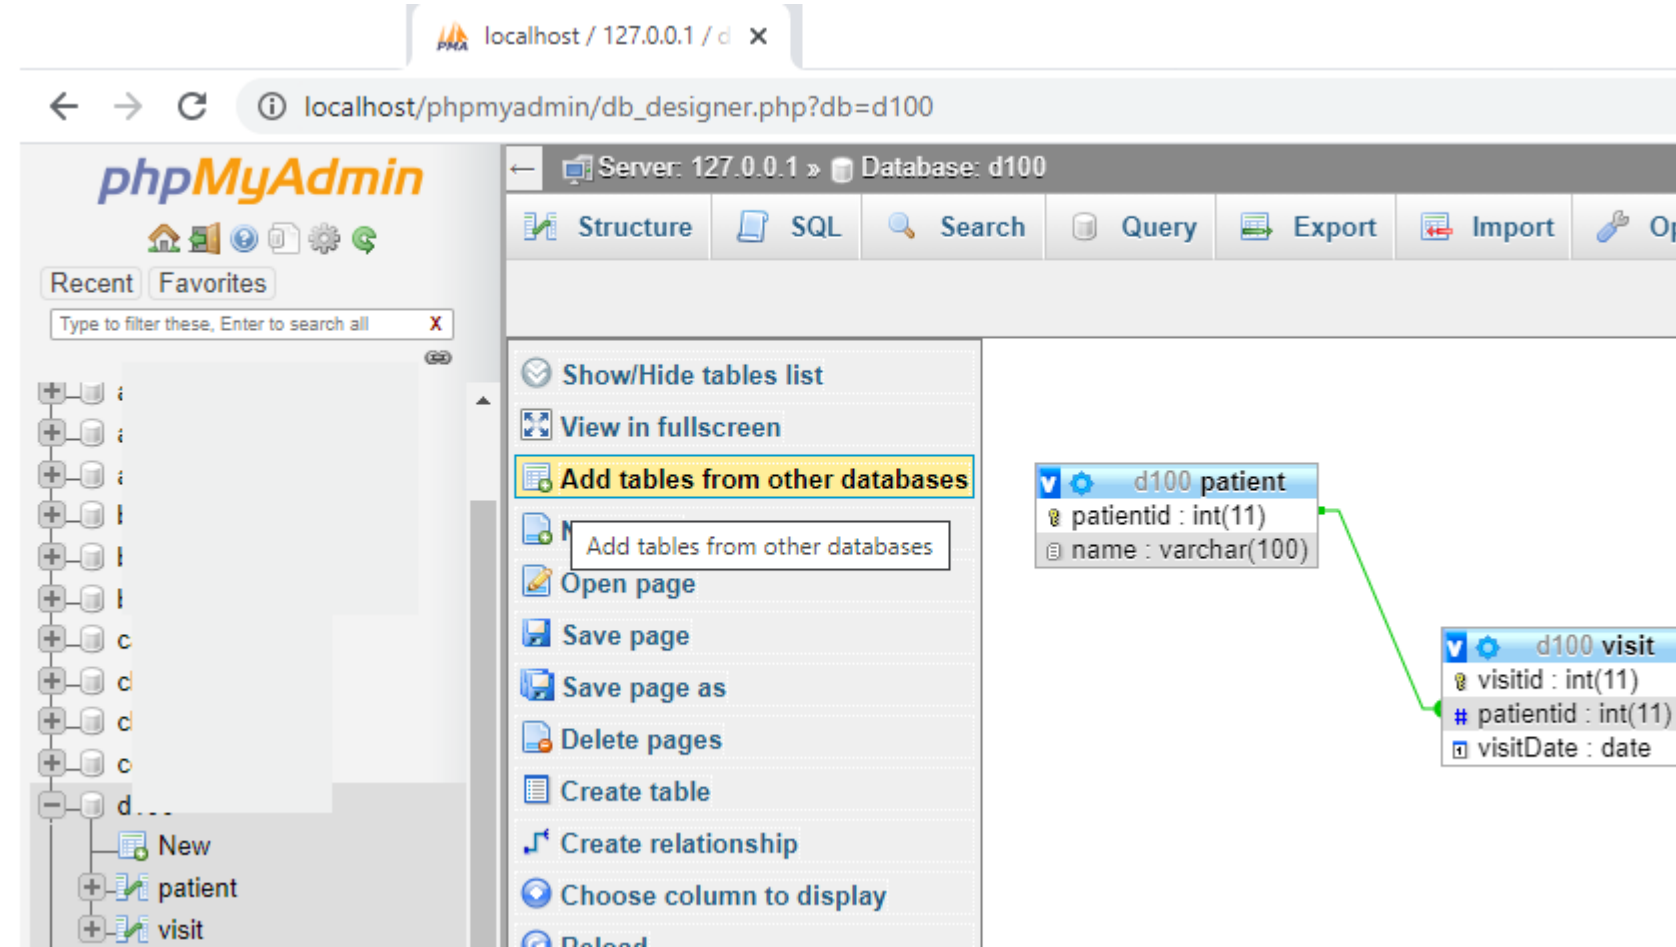 localhost / 127.0.0.1 /
localhost/phpmyadmin/db_designer.php?db=d100
phpMyAdmin
Recent Favorites
Type to filter these, Enter to search all X
New
patient
visit
Server: 127.0.0.1 » Database: d100
Structure SQL Search Query Export Import
Show/Hide tables list
View in fullscreen
Add tables from other databases
Add tables from other databases
Open page
Save page
Save page as
Delete pages
Create table
Create relationship
Choose column to display
Reload
d100 patient
patientid : int(11)
name : varchar(100)
d100 visit
visitid : int(11)
# patientid : int(11)
visitDate : date